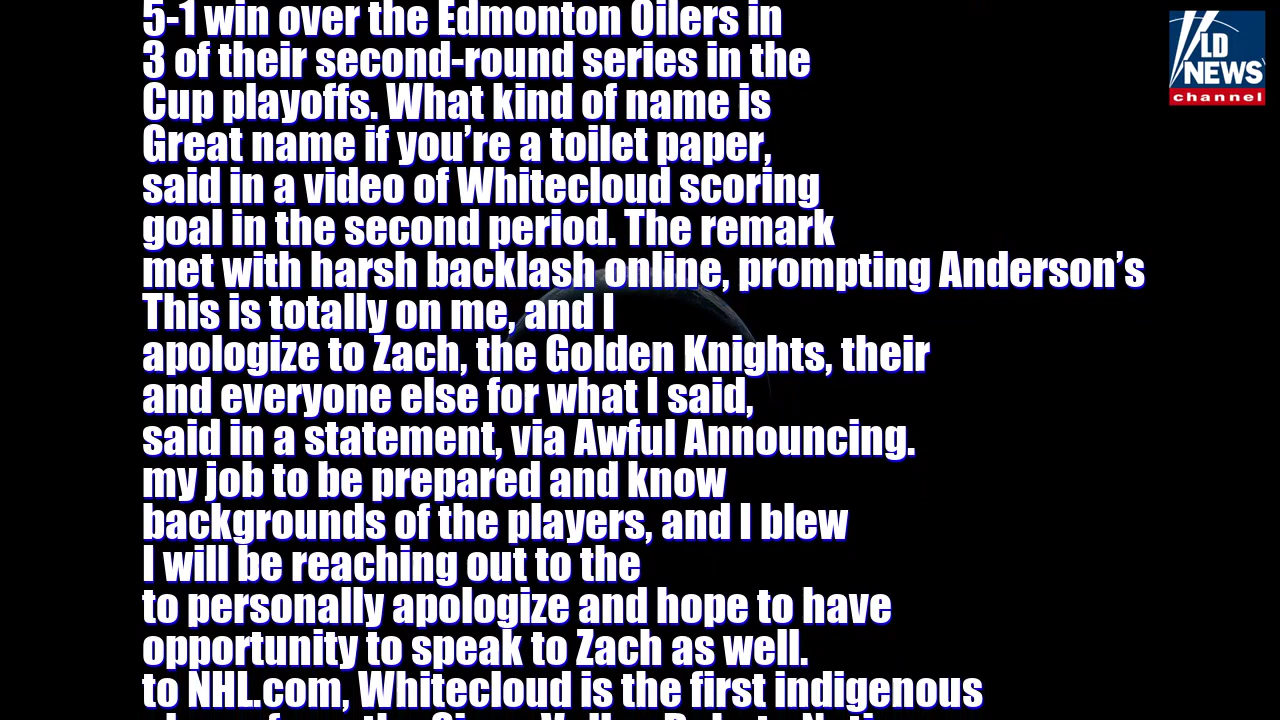 5-1 win over the Edmonton Oilers in
3 of their second-round series in the
Cup playoffs. What kind of name is
Great name if you’re a toilet paper,
said in a video of Whitecloud scoring
goal in the second period. The remark
met with harsh backlash online, prompting Anderson’s
This is totally on me, and I
apologize to Zach, the Golden Knights, their
and everyone else for what I said,
said in a statement, via Awful Announcing.
my job to be prepared and know
backgrounds of the players, and I blew
I will be reaching out to the
to personally apologize and hope to have
opportunity to speak to Zach as well.
to NHL.com, Whitecloud is the first indigenous
LD
NEWS
channel